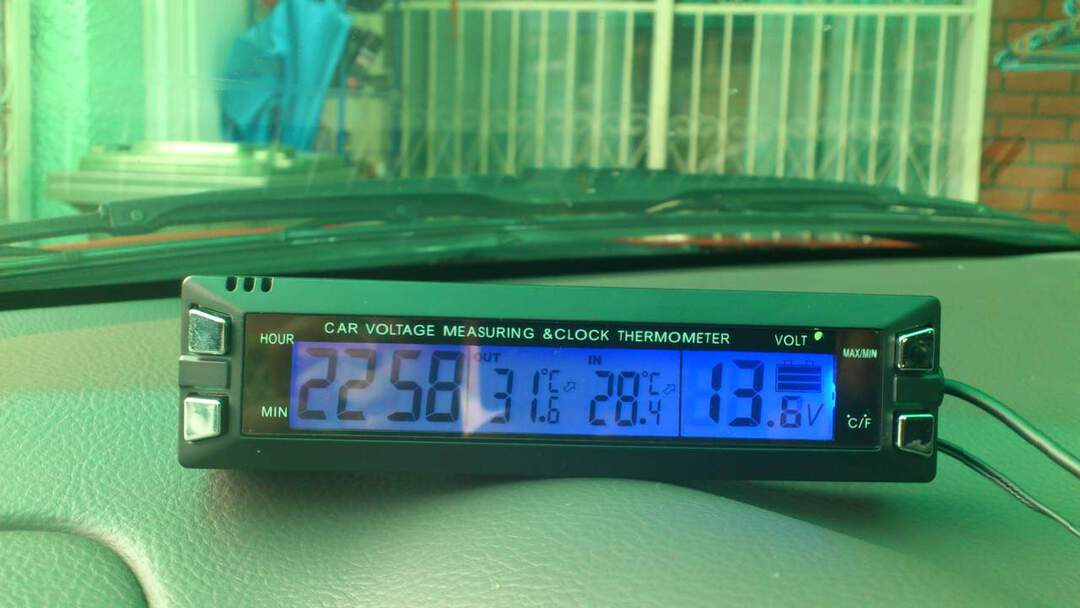 CAR VOLTAGE MEASURING &CLOCK THERMOMETER
HOUR
VOLT
MAX/MIN
OUT
IN
22 58
31.6°C
28.4°C
13.8V
MIN
°C/F